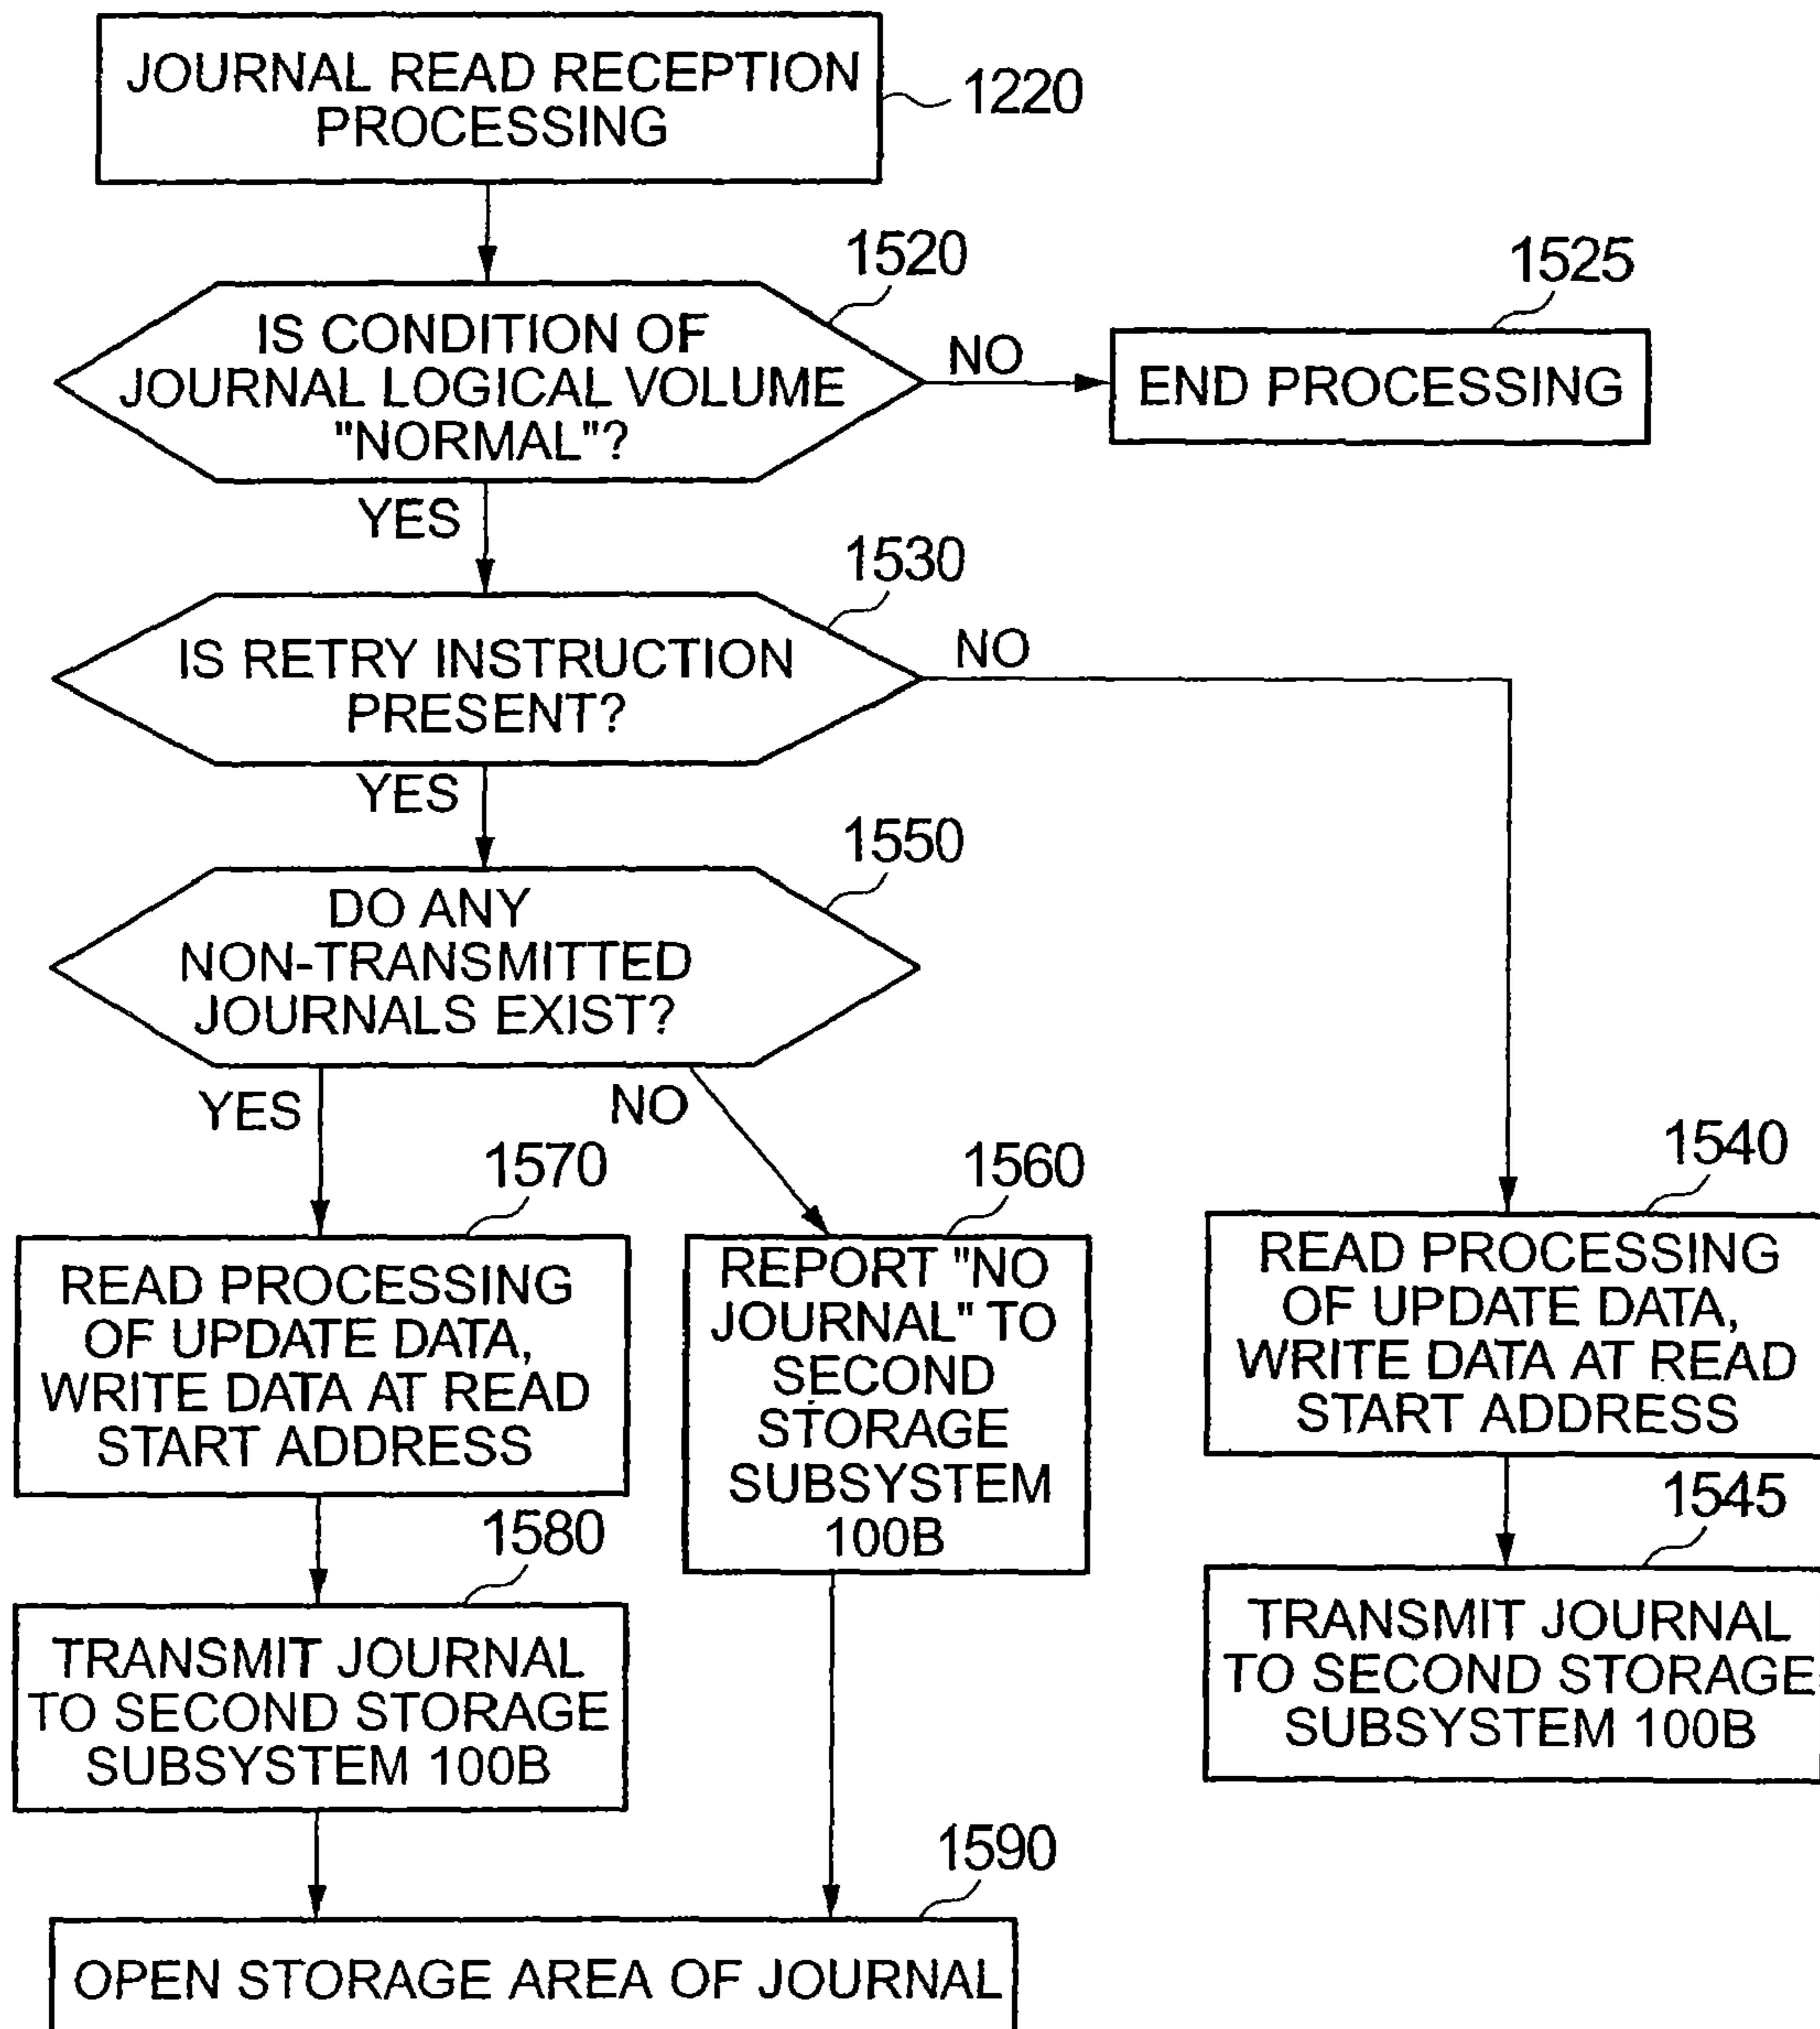 JOURNAL READ RECEPTION
PROCESSING
1220
1520
IS CONDITION OF
JOURNAL LOGICAL VOLUME
"NORMAL"?
NO
1525
END PROCESSING
YES
1530
IS RETRY INSTRUCTION
PRESENT?
NO
YES
1550
DO ANY
NON-TRANSMITTED
JOURNALS EXIST?
YES
NO
1570
READ PROCESSING
OF UPDATE DATA,
WRITE DATA AT READ
START ADDRESS
1560
REPORT "NO
JOURNAL" TO
SECOND
STORAGE
SUBSYSTEM
100B
1540
READ PROCESSING
OF UPDATE DATA,
WRITE DATA AT READ
START ADDRESS
1580
TRANSMIT JOURNAL
TO SECOND STORAGE
SUBSYSTEM 100B
1545
TRANSMIT JOURNAL
TO SECOND STORAGE
SUBSYSTEM 100B
1590
OPEN STORAGE AREA OF JOURNAL